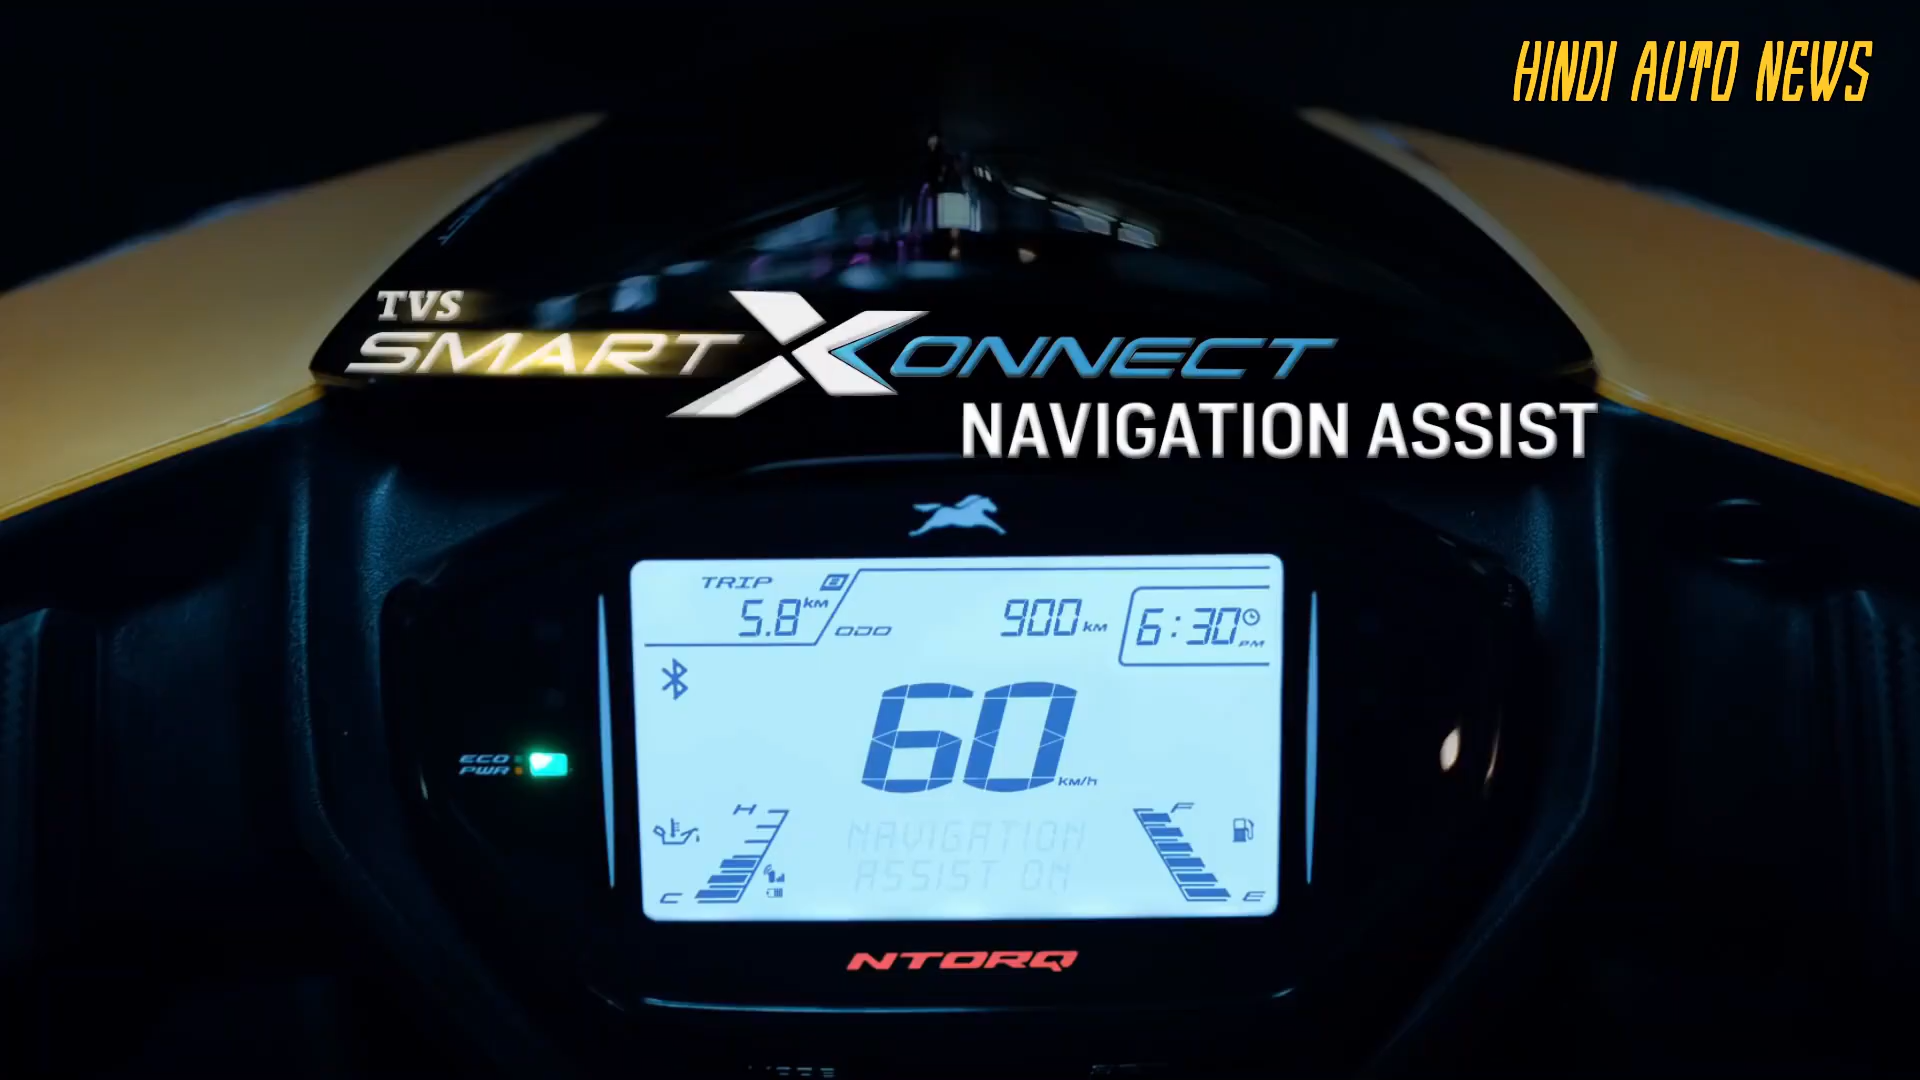 HINDI AUTO NEWS
TVS
SMARTXONNECT
NAVIGATION ASSIST
TRIP B
5.8 KM
ODO 900 KM
6:30 PM
60 KM/H
ECO
PWR
H
C
F
E
NAVIGATION
ASSIST ON
NTORQ